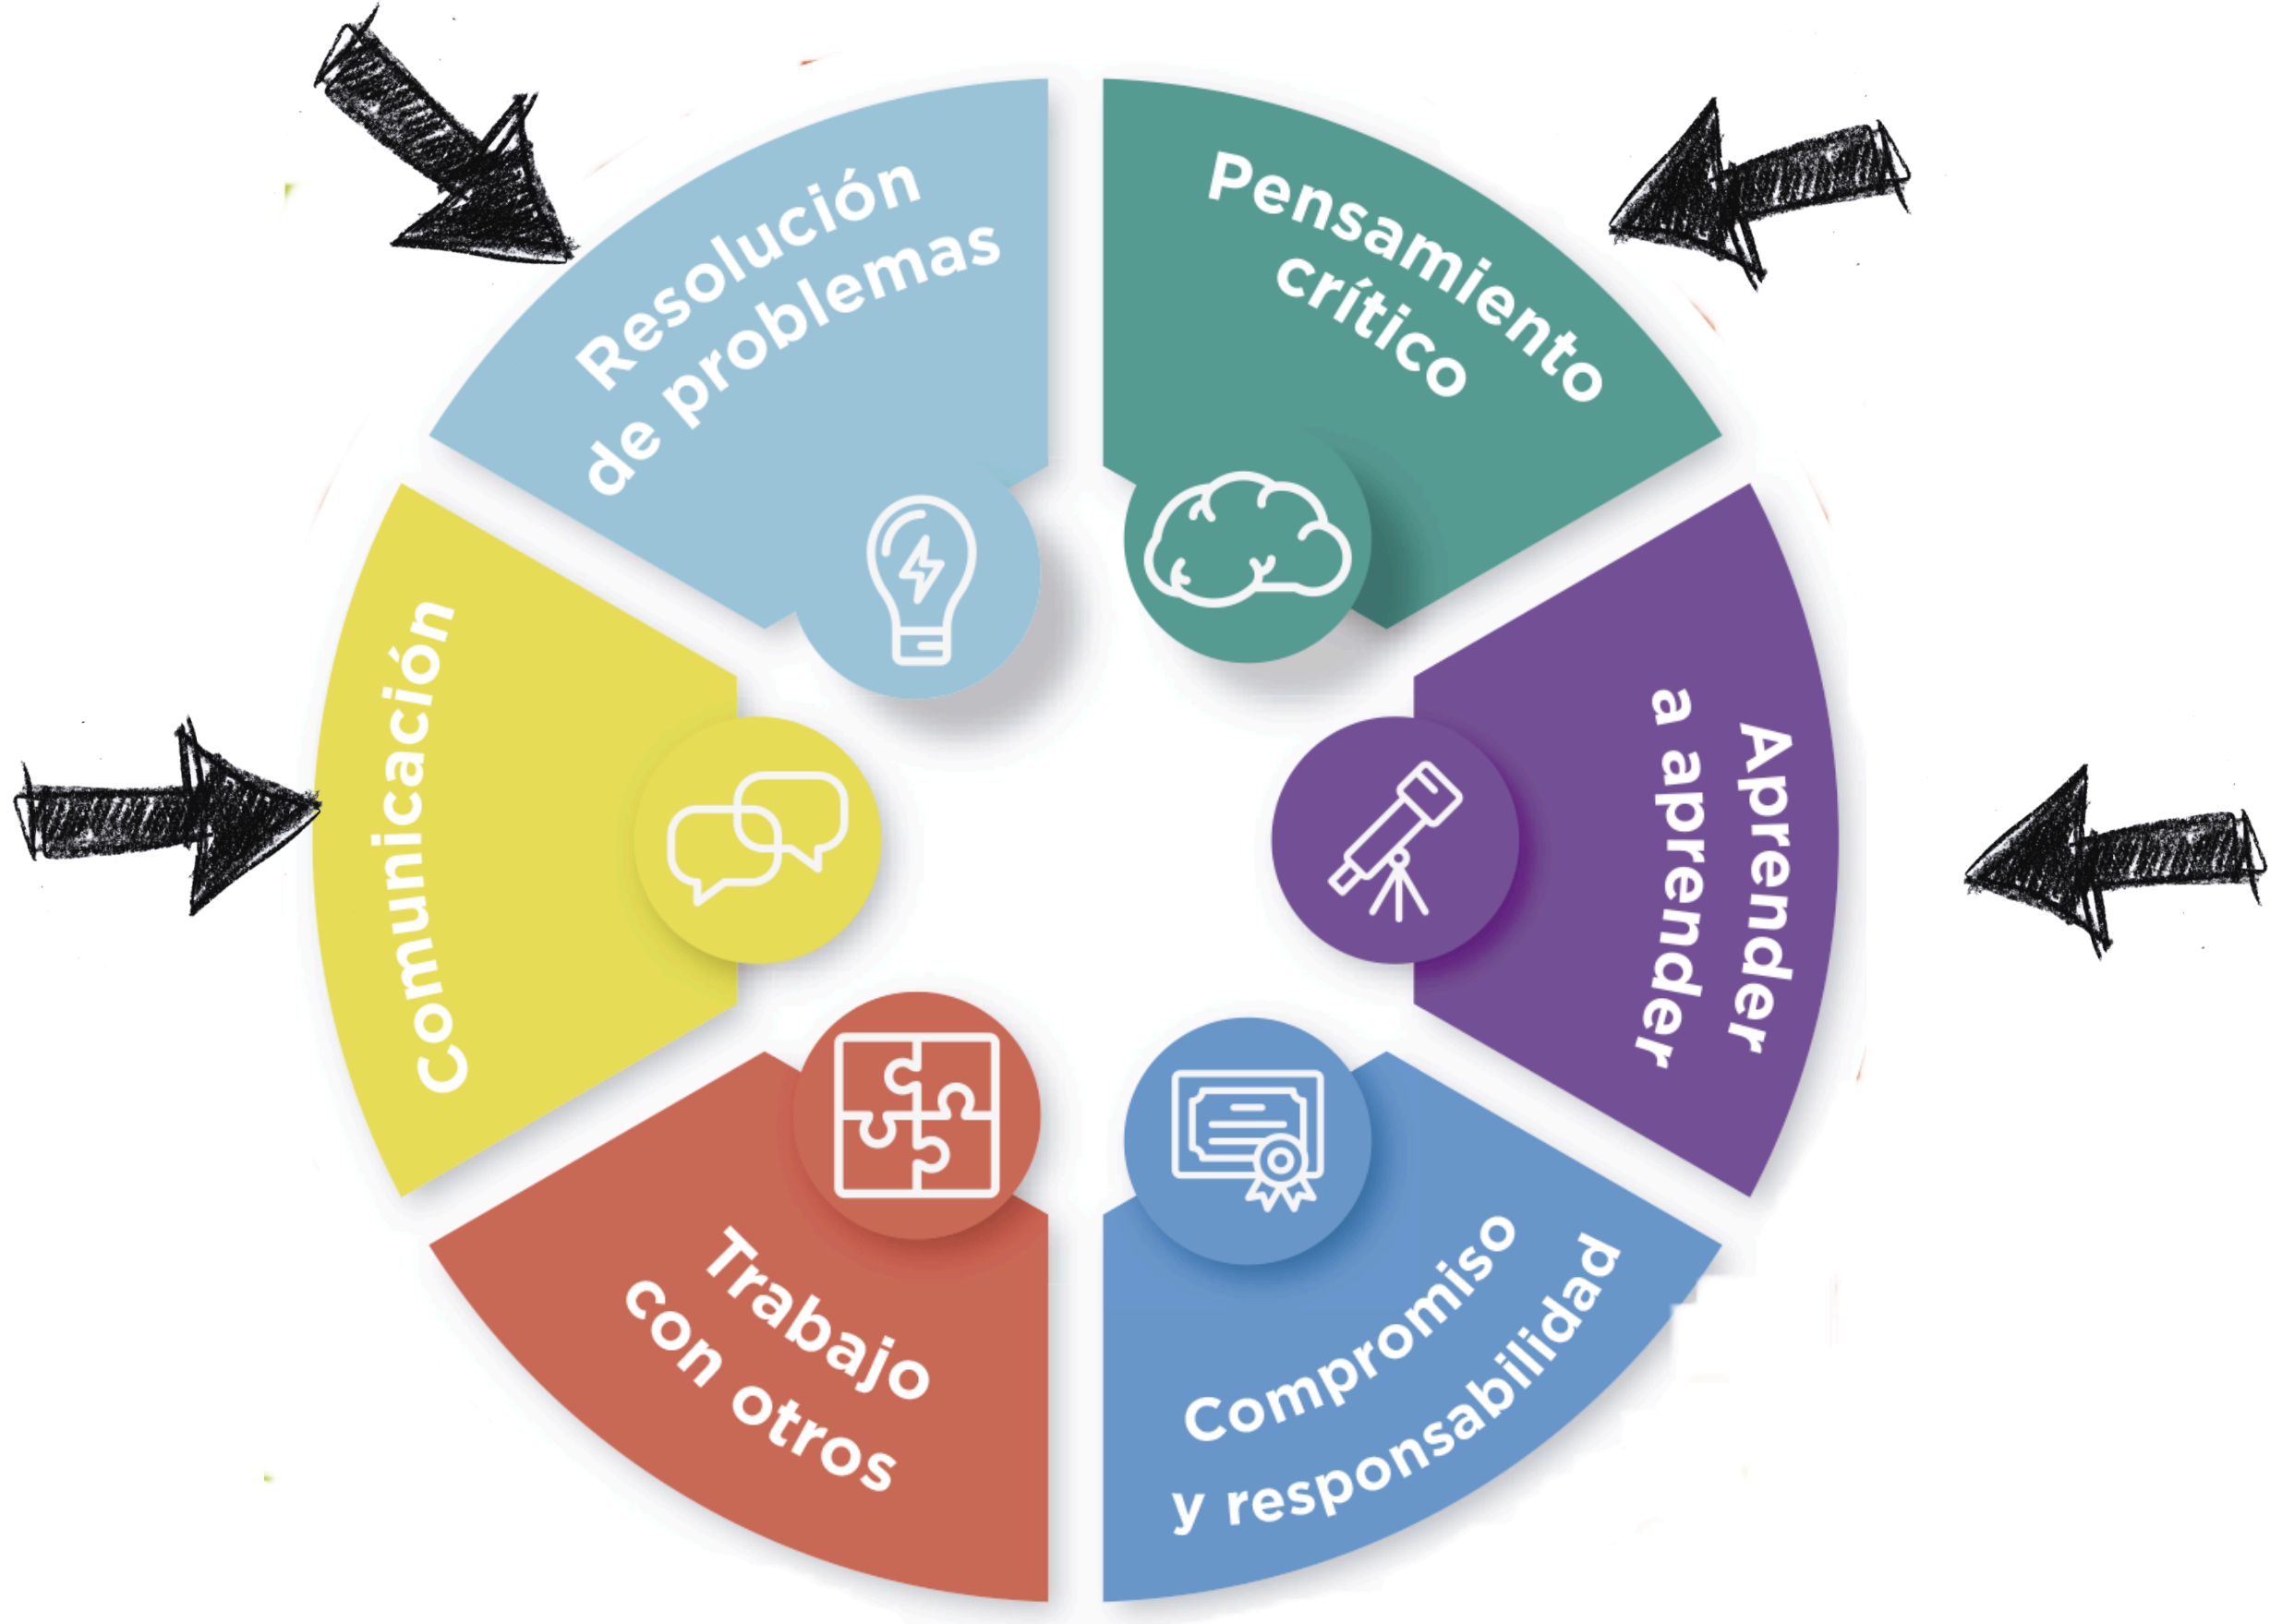 Resolución
de problemas
Pensamiento
crítico
Aprender
a aprender
Compromiso
y responsabilidad
Trabajo
con otros
Comunicación